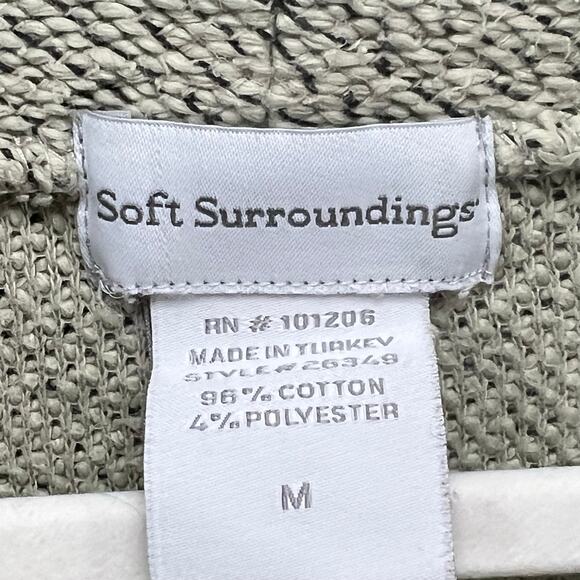 Soft Surroundings
RN # 101206
MADE IN TURKEY
STYLE # 26349
96% COTTON
4% POLYESTER
M